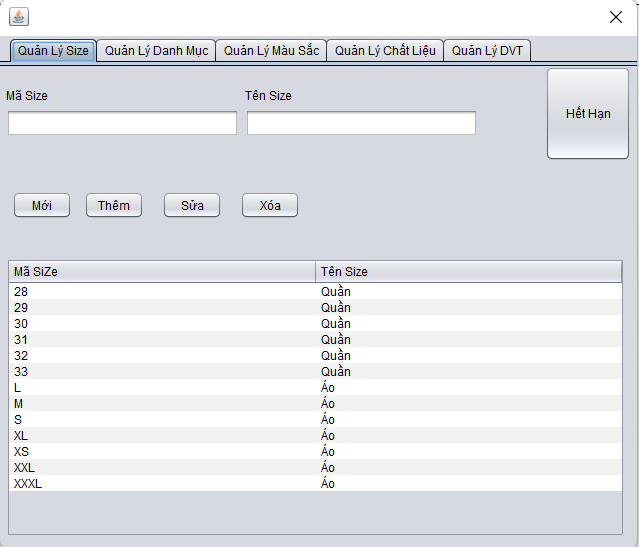 Quản Lý Size Quản Lý Danh Mục Quản Lý Màu Sắc Quản Lý Chất Liệu Quản Lý DVT
Mã Size Tên Size
Hết Hạn
Mới Thêm Sửa Xóa
Mã SiZe Tên Size
28 Quần
29 Quần
30 Quần
31 Quần
32 Quần
33 Quần
L Áo
M Áo
S Áo
XL Áo
XS Áo
XXL Áo
XXXL Áo